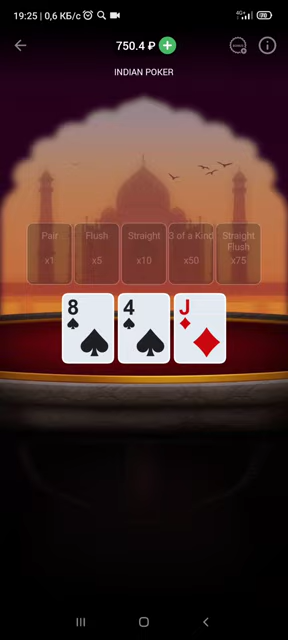 19:25 | 0,6 КБ/с
4G
750.4 ₽
INDIAN POKER
Pair Flush Straight 3 of a Kind Straight Flush
x1 x5 x10 x50 x75
8 4 J